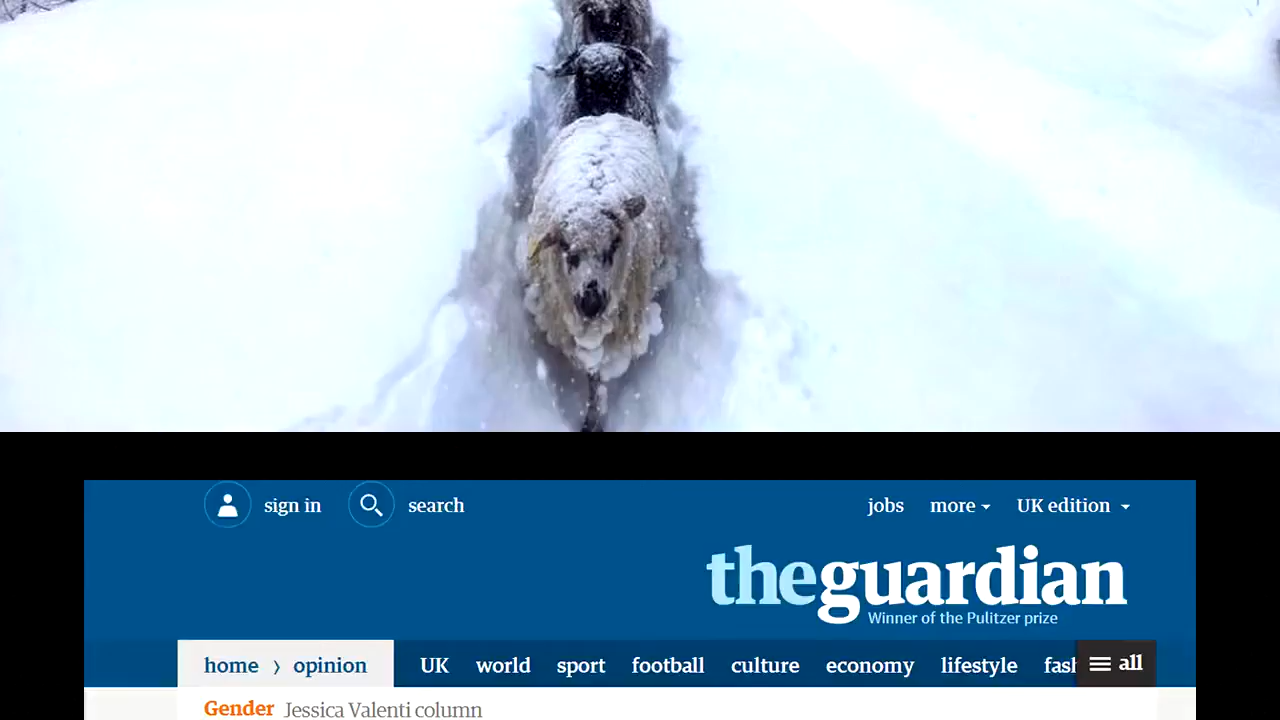 sign in search jobs more UK edition
theguardian
Winner of the Pulitzer prize
home › opinion UK world sport football culture economy lifestyle fash all
Gender Jessica Valenti column